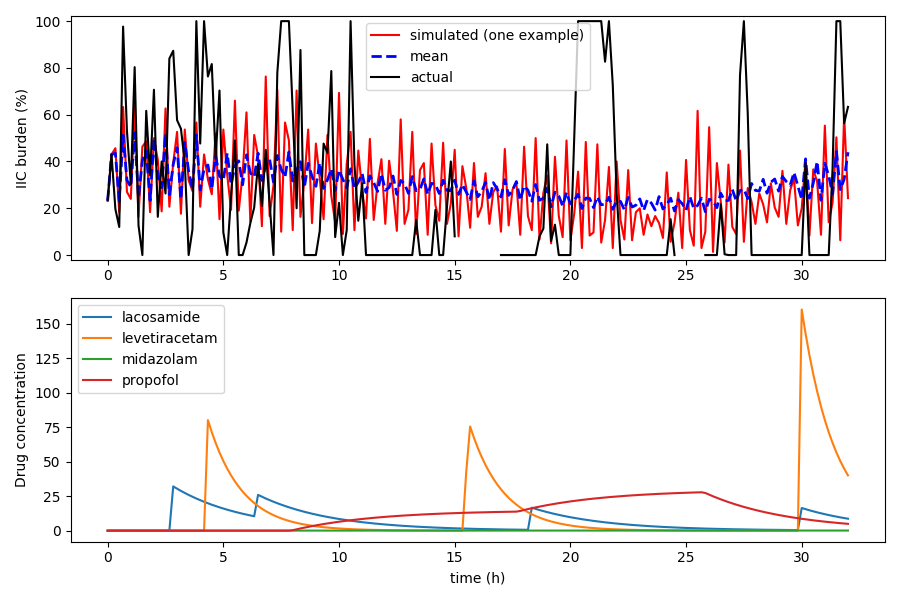 100
80
60
40
20
0
IIC burden (%)
simulated (one example)
mean
actual
0
5
10
15
20
25
30
150
125
100
75
50
25
0
Drug concentration
lacosamide
levetiracetam
midazolam
propofol
0
5
10
15
20
25
30
time (h)